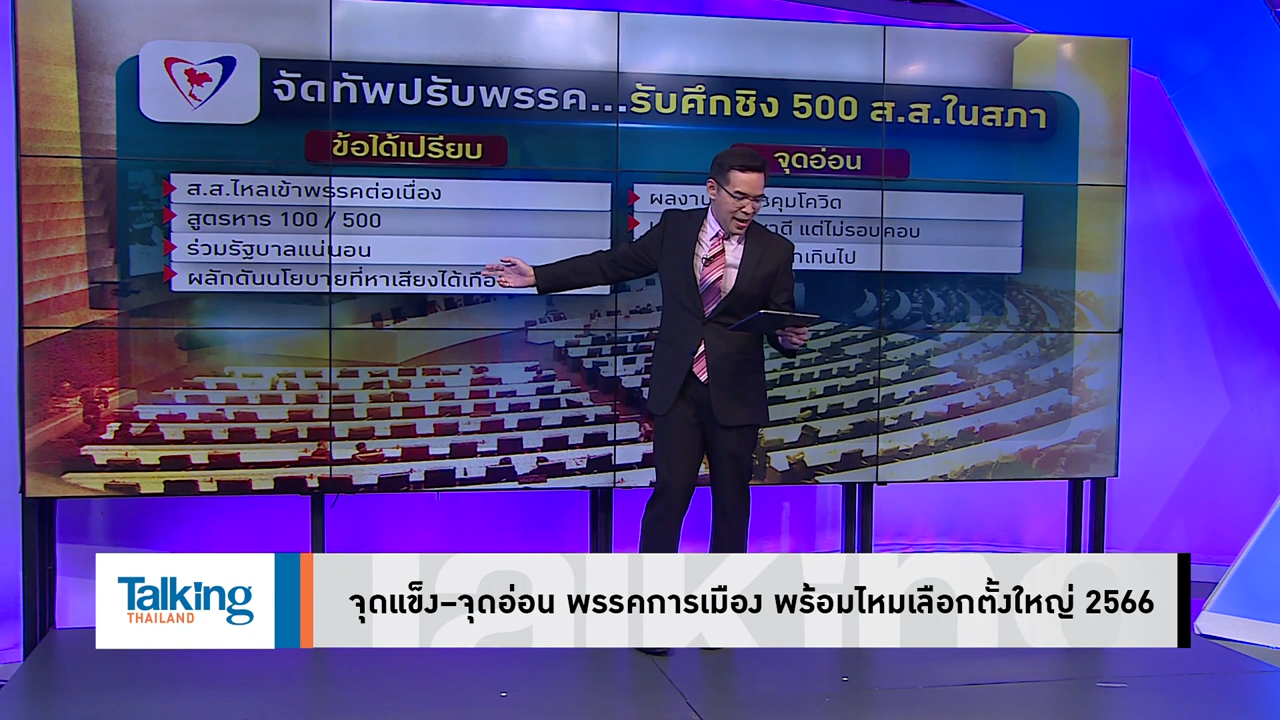 จัดทัพปรับพรรค...รับศึกชิง 500 ส.ส.ในสภา
ข้อได้เปรียบ
ส.ส.ไหลเข้าพรรคต่อเนื่อง
สูตรหาร 100 / 500
ร่วมรัฐบาลแน่นอน
ผลักดันนโยบายที่หาเสียงได้เกือ
จุดอ่อน
ผลงา คุมโควิด
ดี แต่ไม่รอบคอบ
เกินไป
Talking
THAILAND
จุดแข็ง-จุดอ่อน พรรคการเมือง พร้อมไหมเลือกตั้งใหญ่ 2566